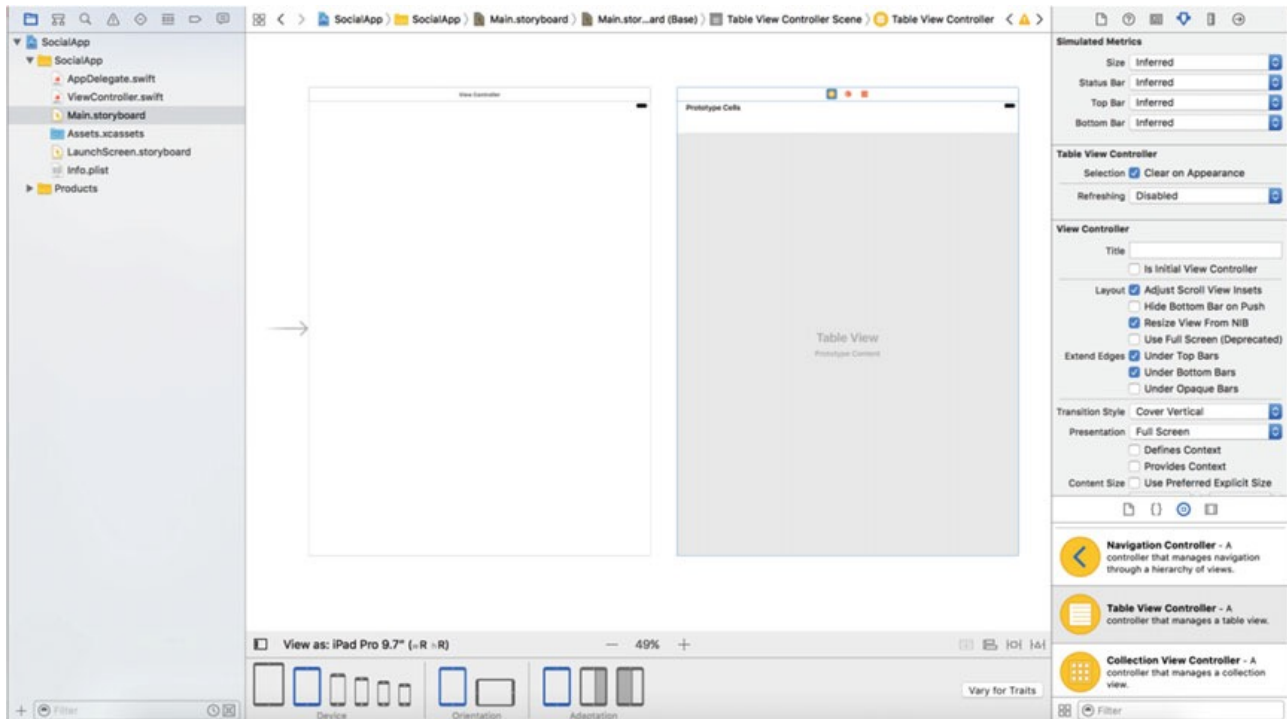 SocialApp
SocialApp
AppDelegate.swift
ViewController.swift
Main.storyboard
Assets.xcassets
LaunchScreen.storyboard
Info.plist
Products
Filter
SocialApp SocialApp Main.storyboard Main.stor...ard (Base) Table View Controller Scene Table View Controller
View Controller
Prototype Cells
Table View
Prototype Content
View as: iPad Pro 9.7" (wR hR)
49%
Device
Orientation
Adaptation
Vary for Traits
Simulated Metrics
Size Inferred
Status Bar Inferred
Top Bar Inferred
Bottom Bar Inferred
Table View Controller
Selection Clear on Appearance
Refreshing Disabled
View Controller
Title
Is Initial View Controller
Layout Adjust Scroll View Insets
Hide Bottom Bar on Push
Resize View From NIB
Use Full Screen (Deprecated)
Extend Edges Under Top Bars
Under Bottom Bars
Under Opaque Bars
Transition Style Cover Vertical
Presentation Full Screen
Defines Context
Provides Context
Content Size Use Preferred Explicit Size
{}
Navigation Controller - A
controller that manages navigation
through a hierarchy of views.
Table View Controller - A
controller that manages a table view.
Collection View Controller - A
controller that manages a collection
view.
Filter